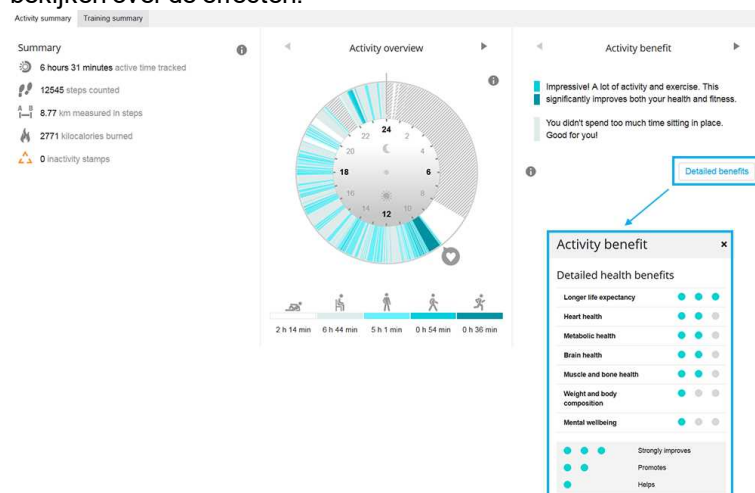 bekijken over de effecten.
Activity summary Training summary
Summary
6 hours 31 minutes active time tracked
12545 steps counted
A B 8.77 km measured in steps
2771 kilocalories burned
0 inactivity stamps
Activity overview
24
22 2
20 4
18 6
16 8
14 10
12
2 h 14 min 6 h 44 min 5 h 1 min 0 h 54 min 0 h 36 min
Activity benefit
Impressive! A lot of activity and exercise. This
significantly improves both your health and fitness.
You didn't spend too much time sitting in place.
Good for you!
Detailed benefits
Activity benefit ×
Detailed health benefits
Longer life expectancy
Heart health
Metabolic health
Brain health
Muscle and bone health
Weight and body
composition
Mental wellbeing
Strongly improves
Promotes
Helps